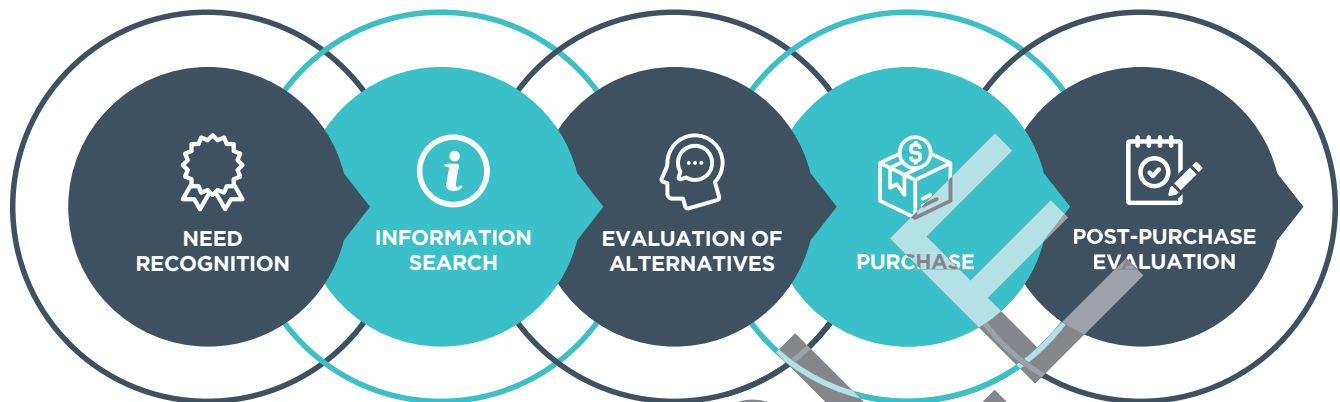 NEED
RECOGNITION
INFORMATION
SEARCH
EVALUATION OF
ALTERNATIVES
PURCHASE
POST-PURCHASE
EVALUATION